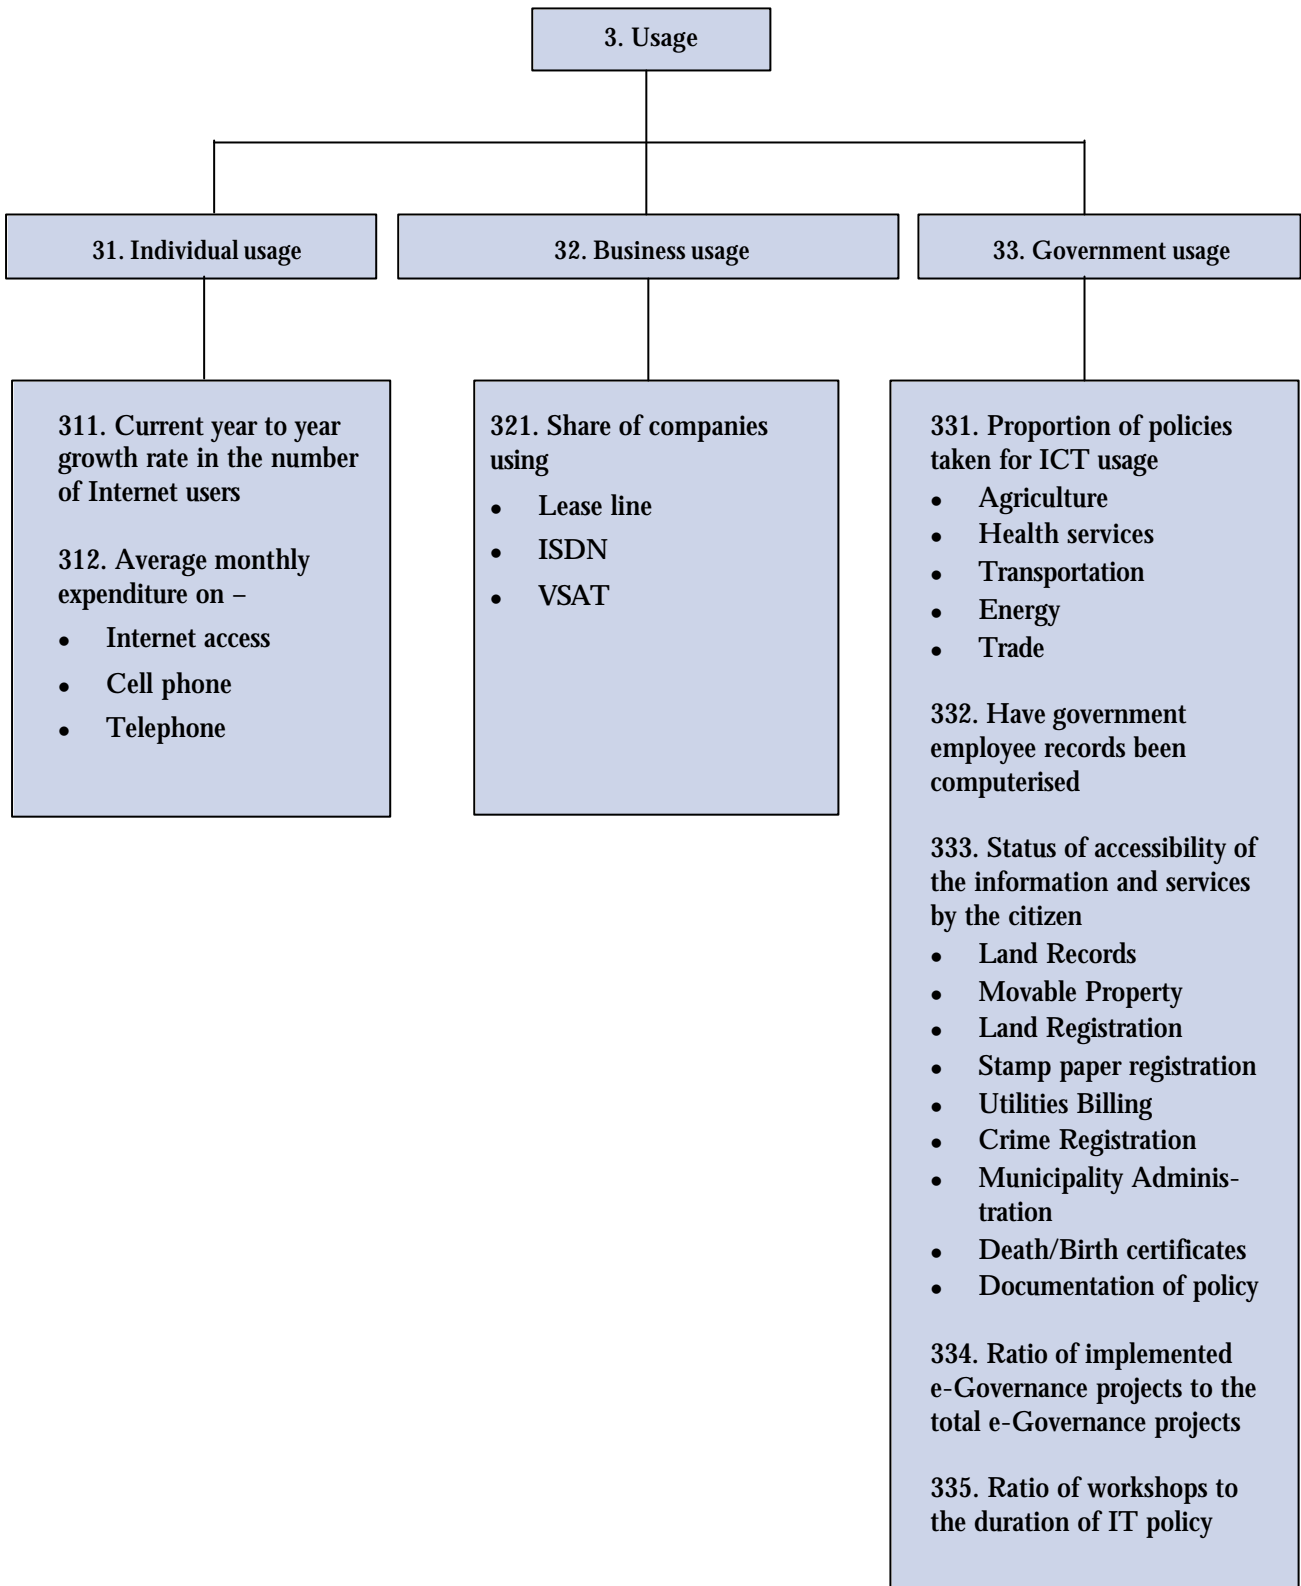 3. Usage
31. Individual usage
32. Business usage
33. Government usage
311. Current year to year
growth rate in the number
of Internet users
312. Average monthly
expenditure on –
• Internet access
• Cell phone
• Telephone
321. Share of companies
using
• Lease line
• ISDN
• VSAT
331. Proportion of policies
taken for ICT usage
• Agriculture
• Health services
• Transportation
• Energy
• Trade
332. Have government
employee records been
computerised
333. Status of accessibility of
the information and services
by the citizen
• Land Records
• Movable Property
• Land Registration
• Stamp paper registration
• Utilities Billing
• Crime Registration
• Municipality Adminis-
tration
• Death/Birth certificates
• Documentation of policy
334. Ratio of implemented
e-Governance projects to the
total e-Governance projects
335. Ratio of workshops to
the duration of IT policy